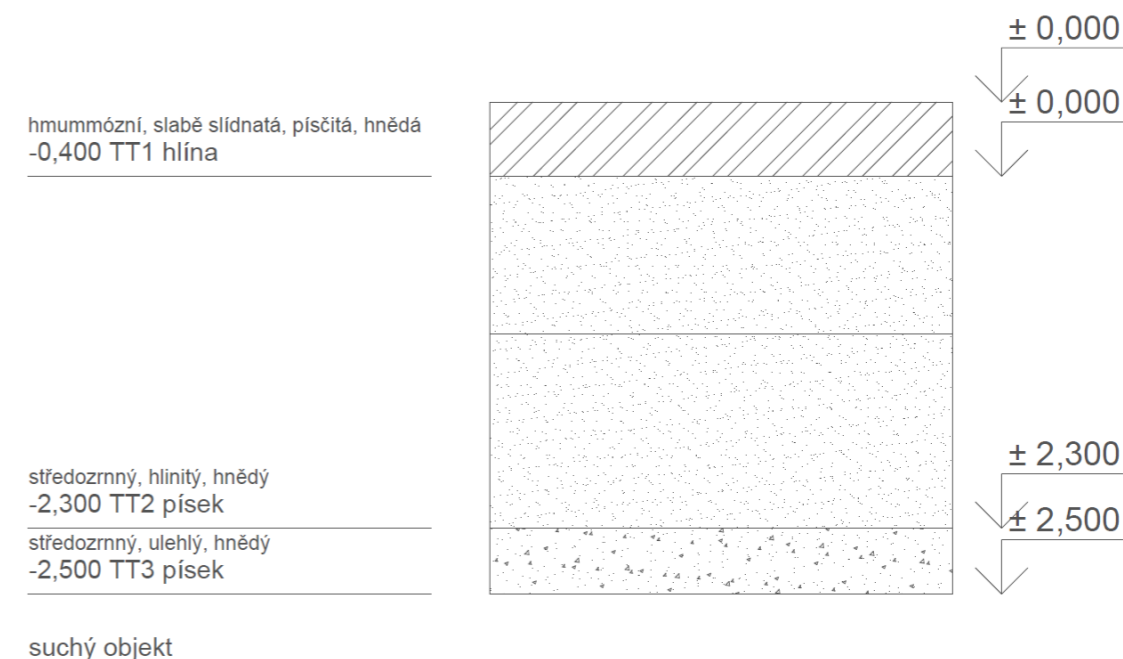 ± 0,000
± 0,000
hmummózní, slabě slídnatá, písčitá, hnědá
-0,400 TT1 hlína
± 2,300
středozrnný, hlinitý, hnědý
-2,300 TT2 písek
± 2,500
středozrnný, ulehlý, hnědý
-2,500 TT3 písek
suchý objekt